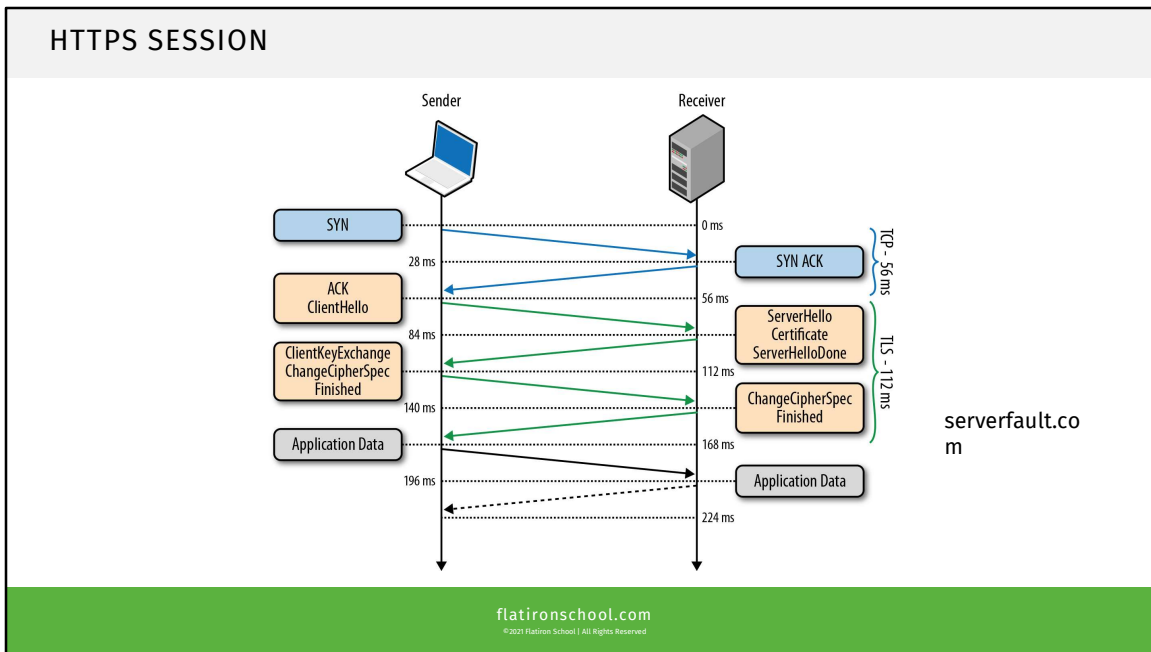 HTTPS SESSION
Sender
Receiver
SYN
0 ms
TCP - 56 ms
28 ms
SYN ACK
ACK
ClientHello
56 ms
84 ms
ServerHello
Certificate
ServerHelloDone
TLS - 112 ms
ClientKeyExchange
ChangeCipherSpec
Finished
112 ms
140 ms
ChangeCipherSpec
Finished
serverfault.co
m
Application Data
168 ms
196 ms
Application Data
224 ms
flatironschool.com
©2021 Flatiron School | All Rights Reserved